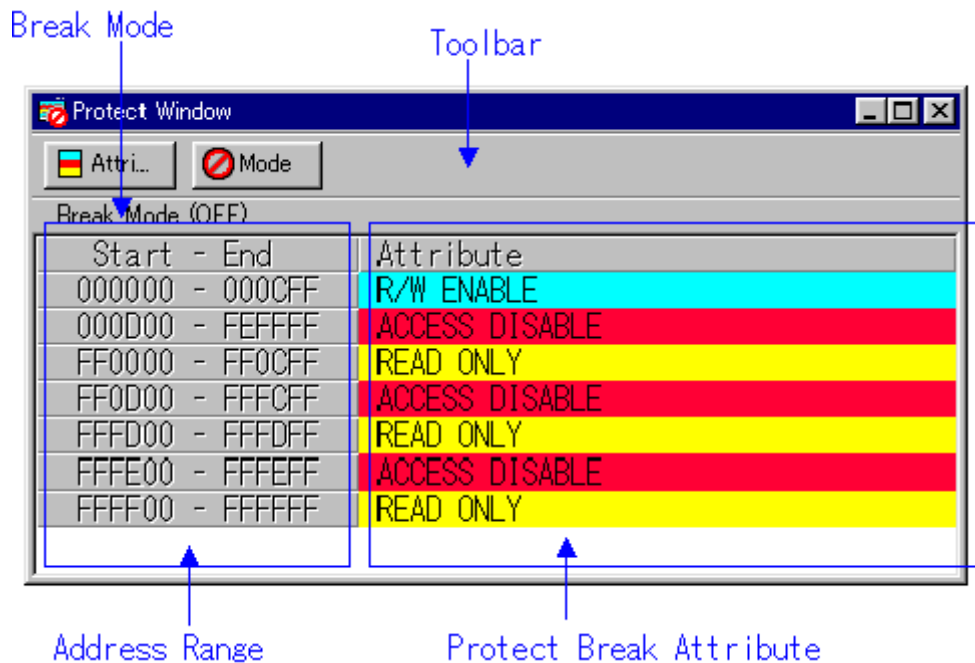 Break Mode
Toolbar
Protect Window
Attri...
Mode
Break Mode (OFF)
Start - End
Attribute
000000 - 000CFF
R/W ENABLE
000D00 - FEFFFF
ACCESS DISABLE
FF0000 - FF0CFF
READ ONLY
FF0D00 - FFFCFF
ACCESS DISABLE
FFFD00 - FFFDFF
READ ONLY
FFFE00 - FFFEFF
ACCESS DISABLE
FFFF00 - FFFFFF
READ ONLY
Address Range
Protect Break Attribute